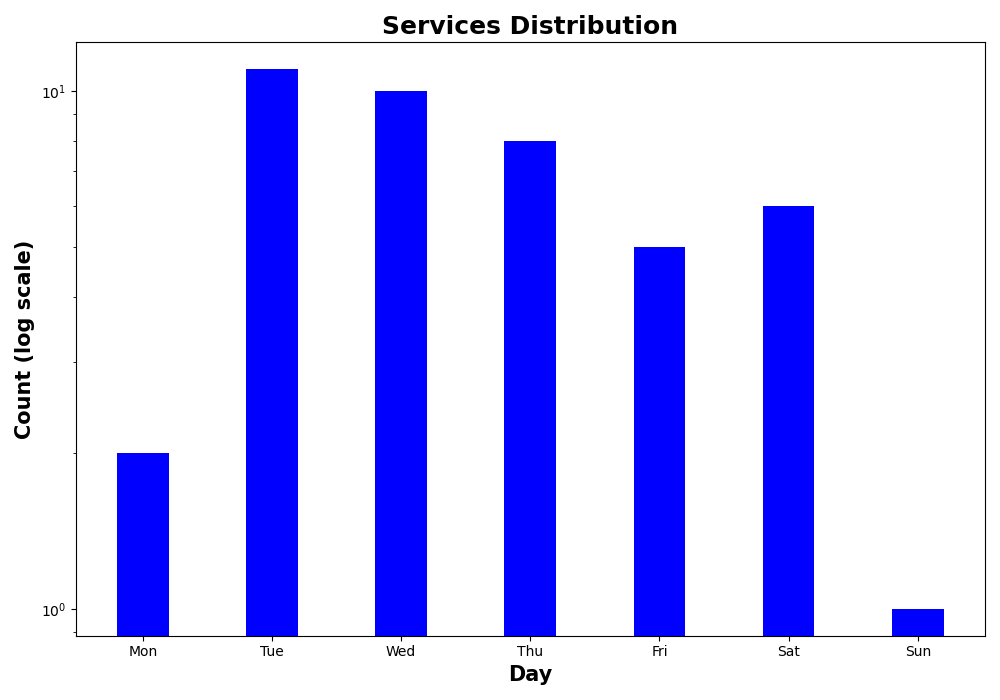 Services Distribution
Count (log scale)
10¹
10⁰
Mon Tue Wed Thu Fri Sat Sun
Day